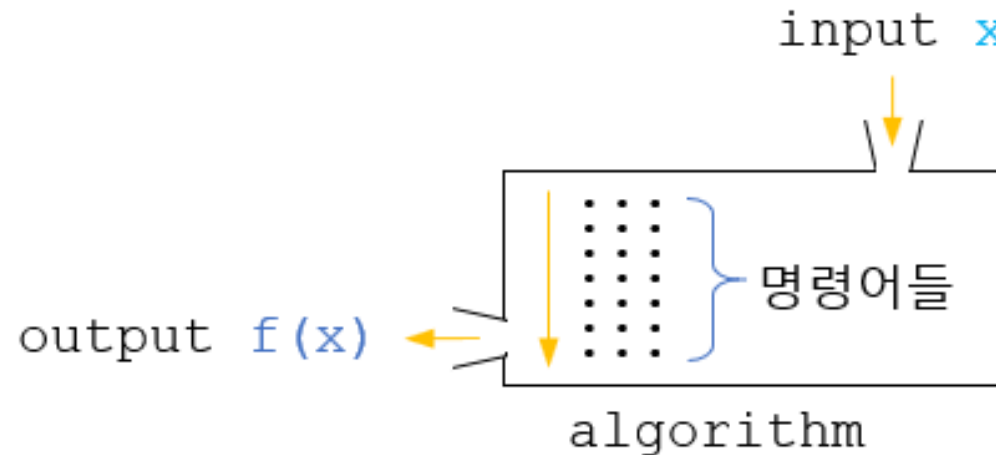 input x
명령어들
output f(x)
algorithm